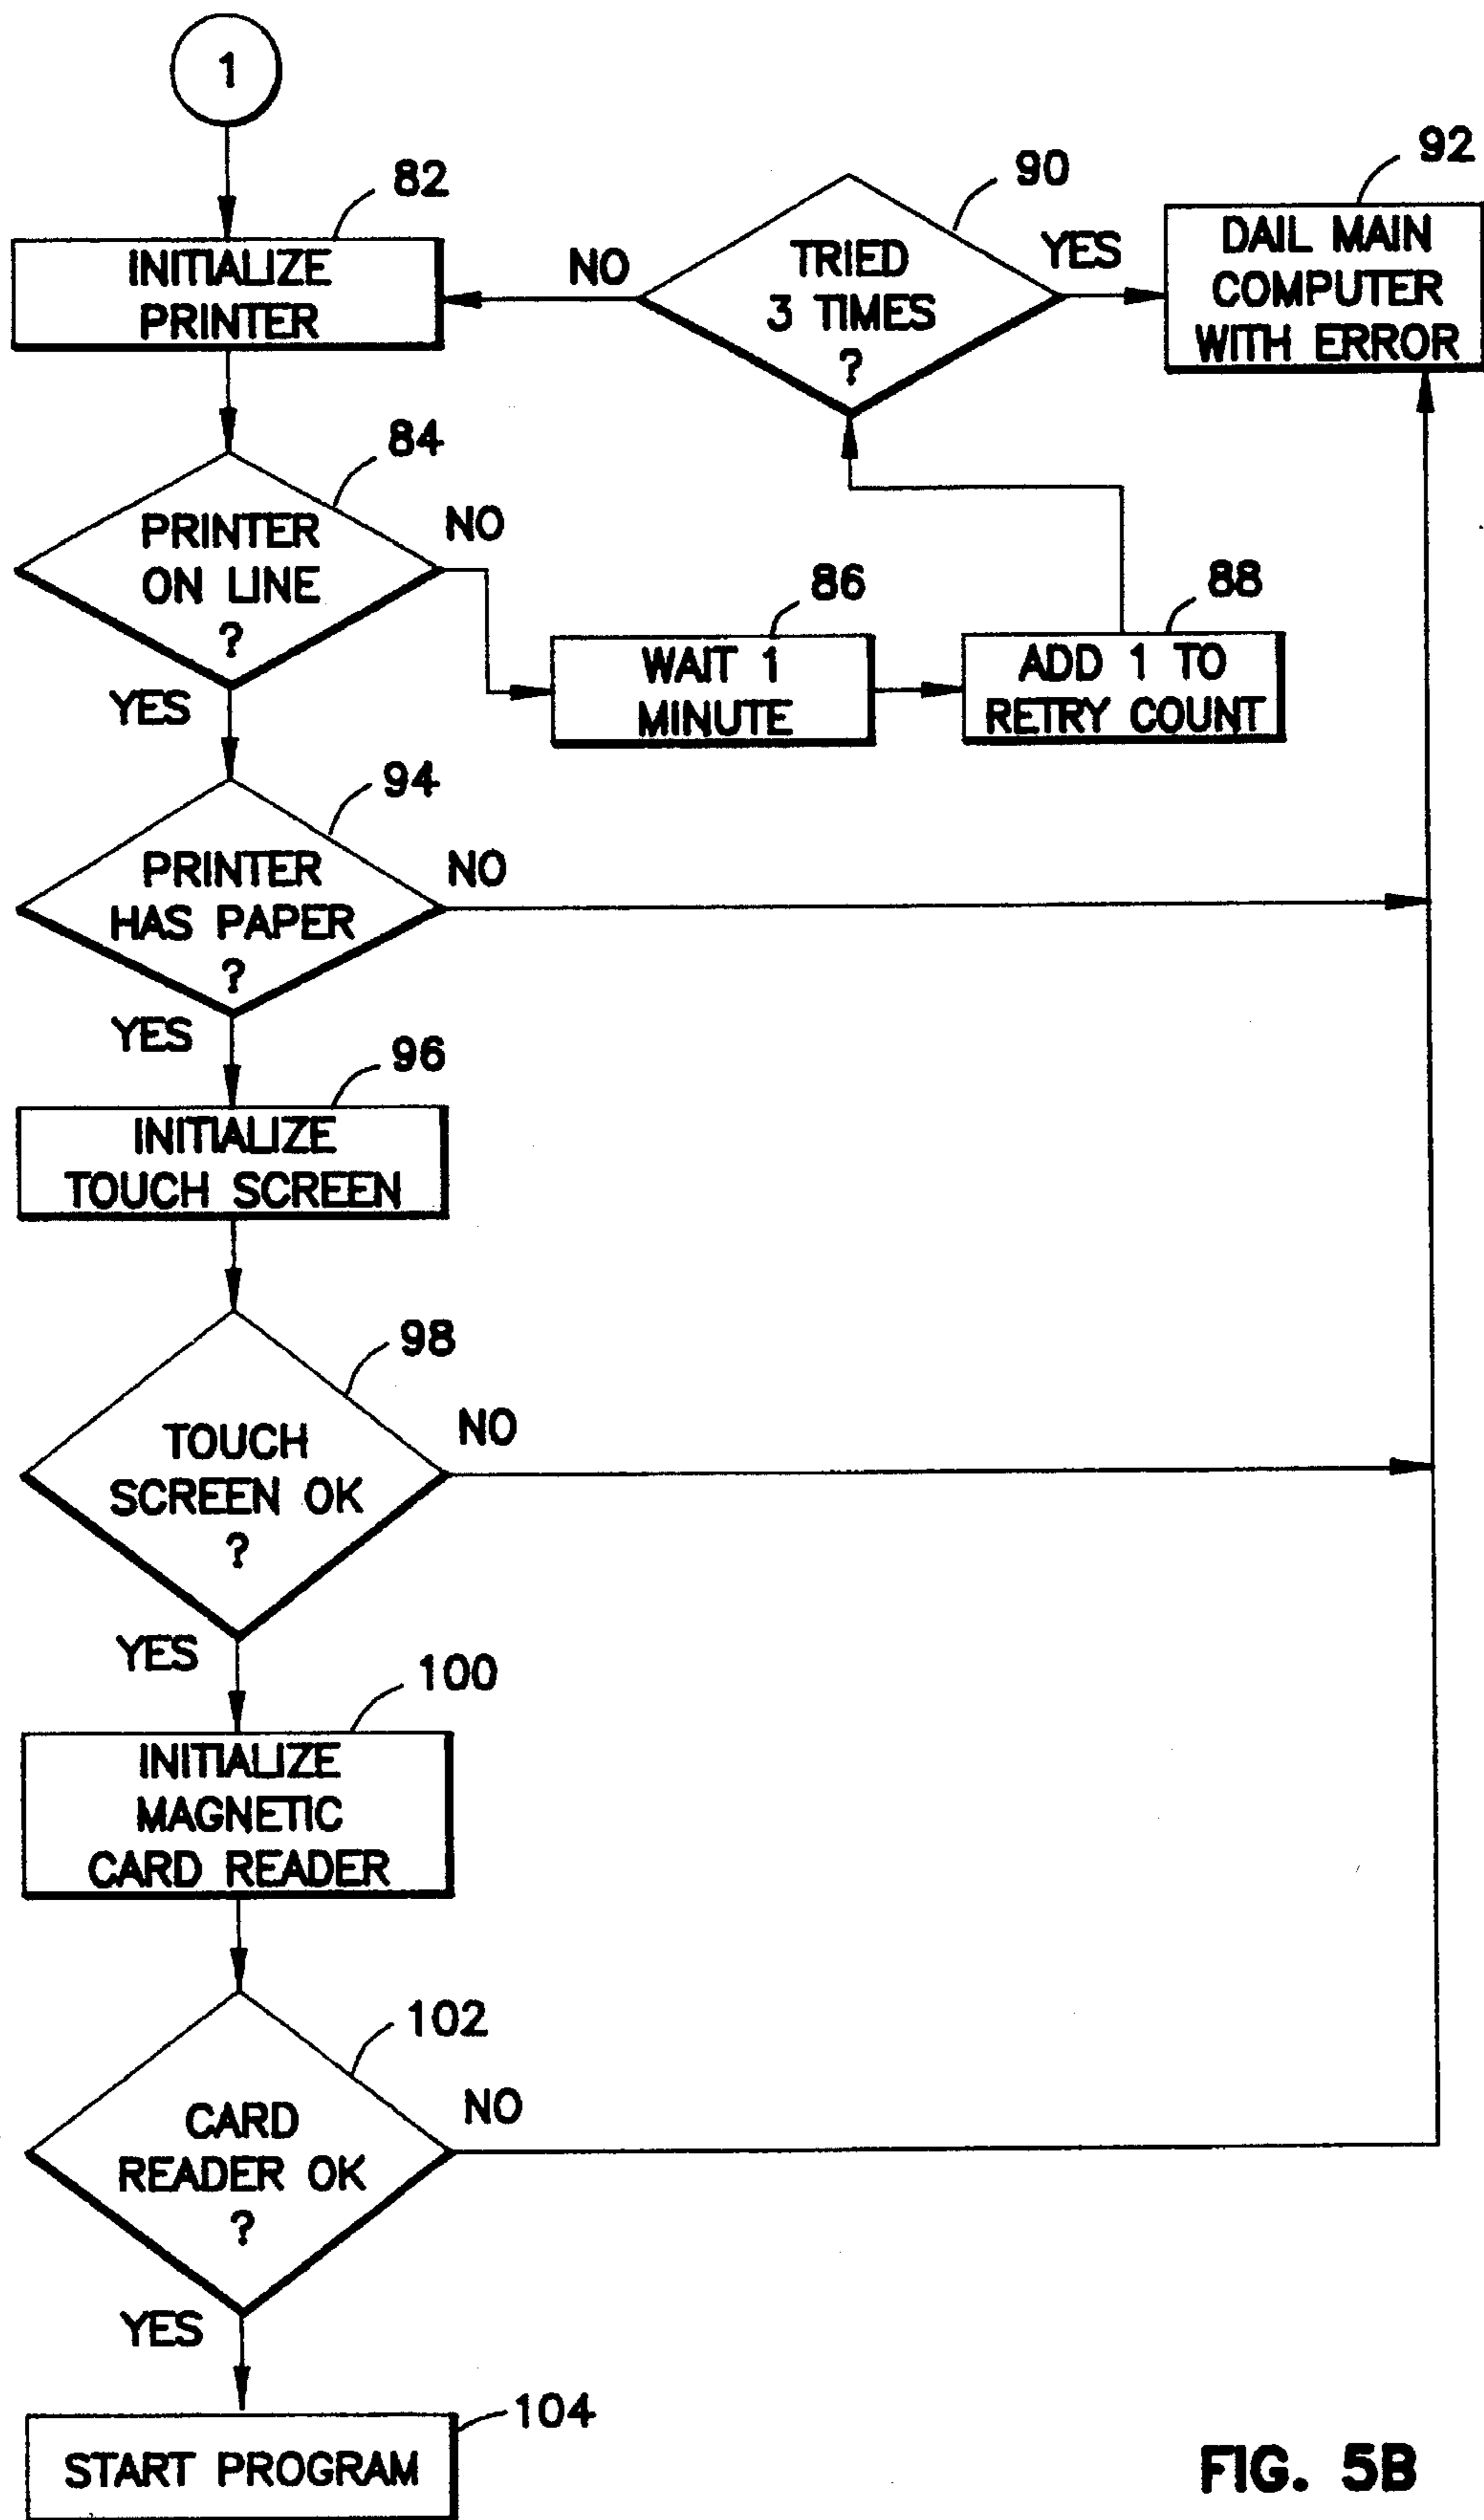 1
82
INITIALIZE
PRINTER
NO
90
TRIED
3 TIMES
?
YES
92
DAIL MAIN
COMPUTER
WITH ERROR
84
PRINTER
ON LINE
?
NO
YES
86
WAIT 1
MINUTE
88
ADD 1 TO
RETRY COUNT
94
PRINTER
HAS PAPER
?
NO
YES
96
INITIALIZE
TOUCH SCREEN
98
TOUCH
SCREEN OK
?
NO
YES
100
INITIALIZE
MAGNETIC
CARD READER
102
CARD
READER OK
?
NO
YES
104
START PROGRAM
FIG. 5B